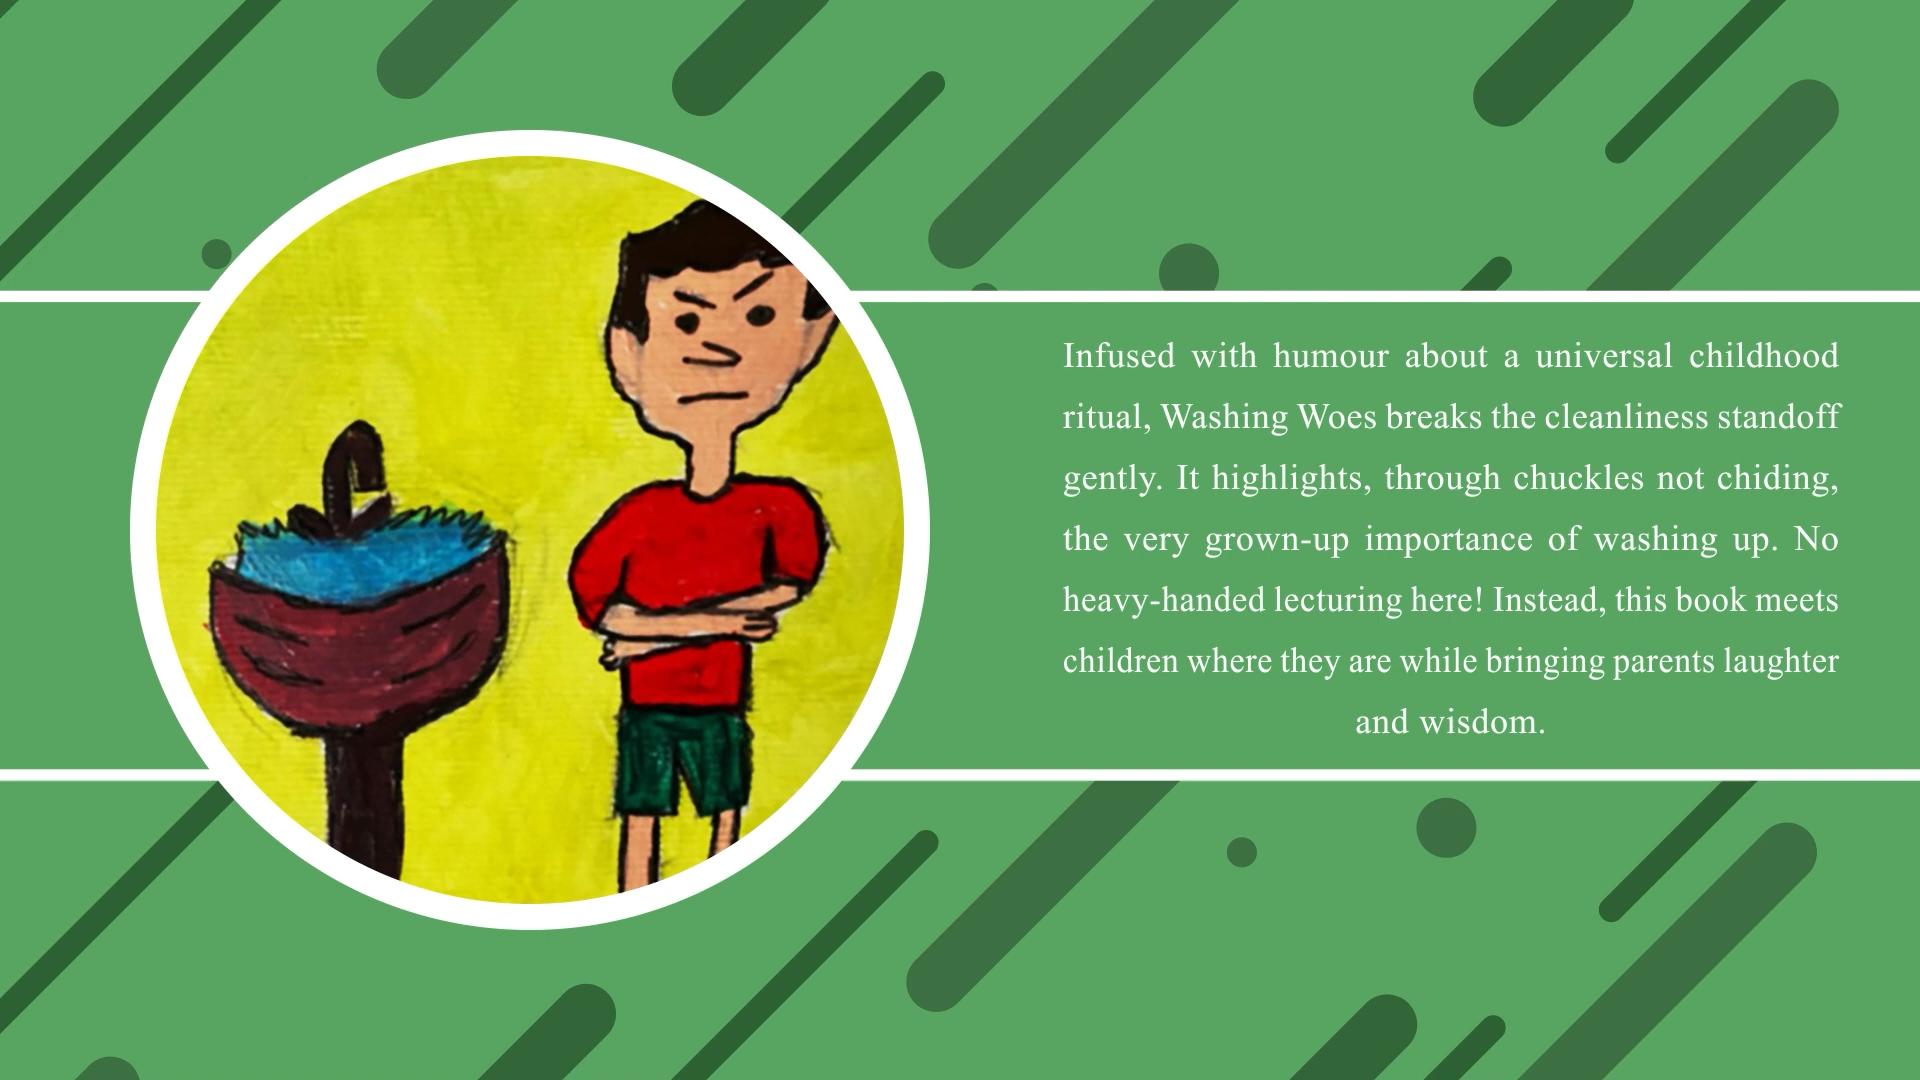 Infused with humour about a universal childhood
ritual, Washing Woes breaks the cleanliness standoff
gently. It highlights, through chuckles not chiding,
the very grown-up importance of washing up. No
heavy-handed lecturing here! Instead, this book meets
children where they are while bringing parents laughter
and wisdom.